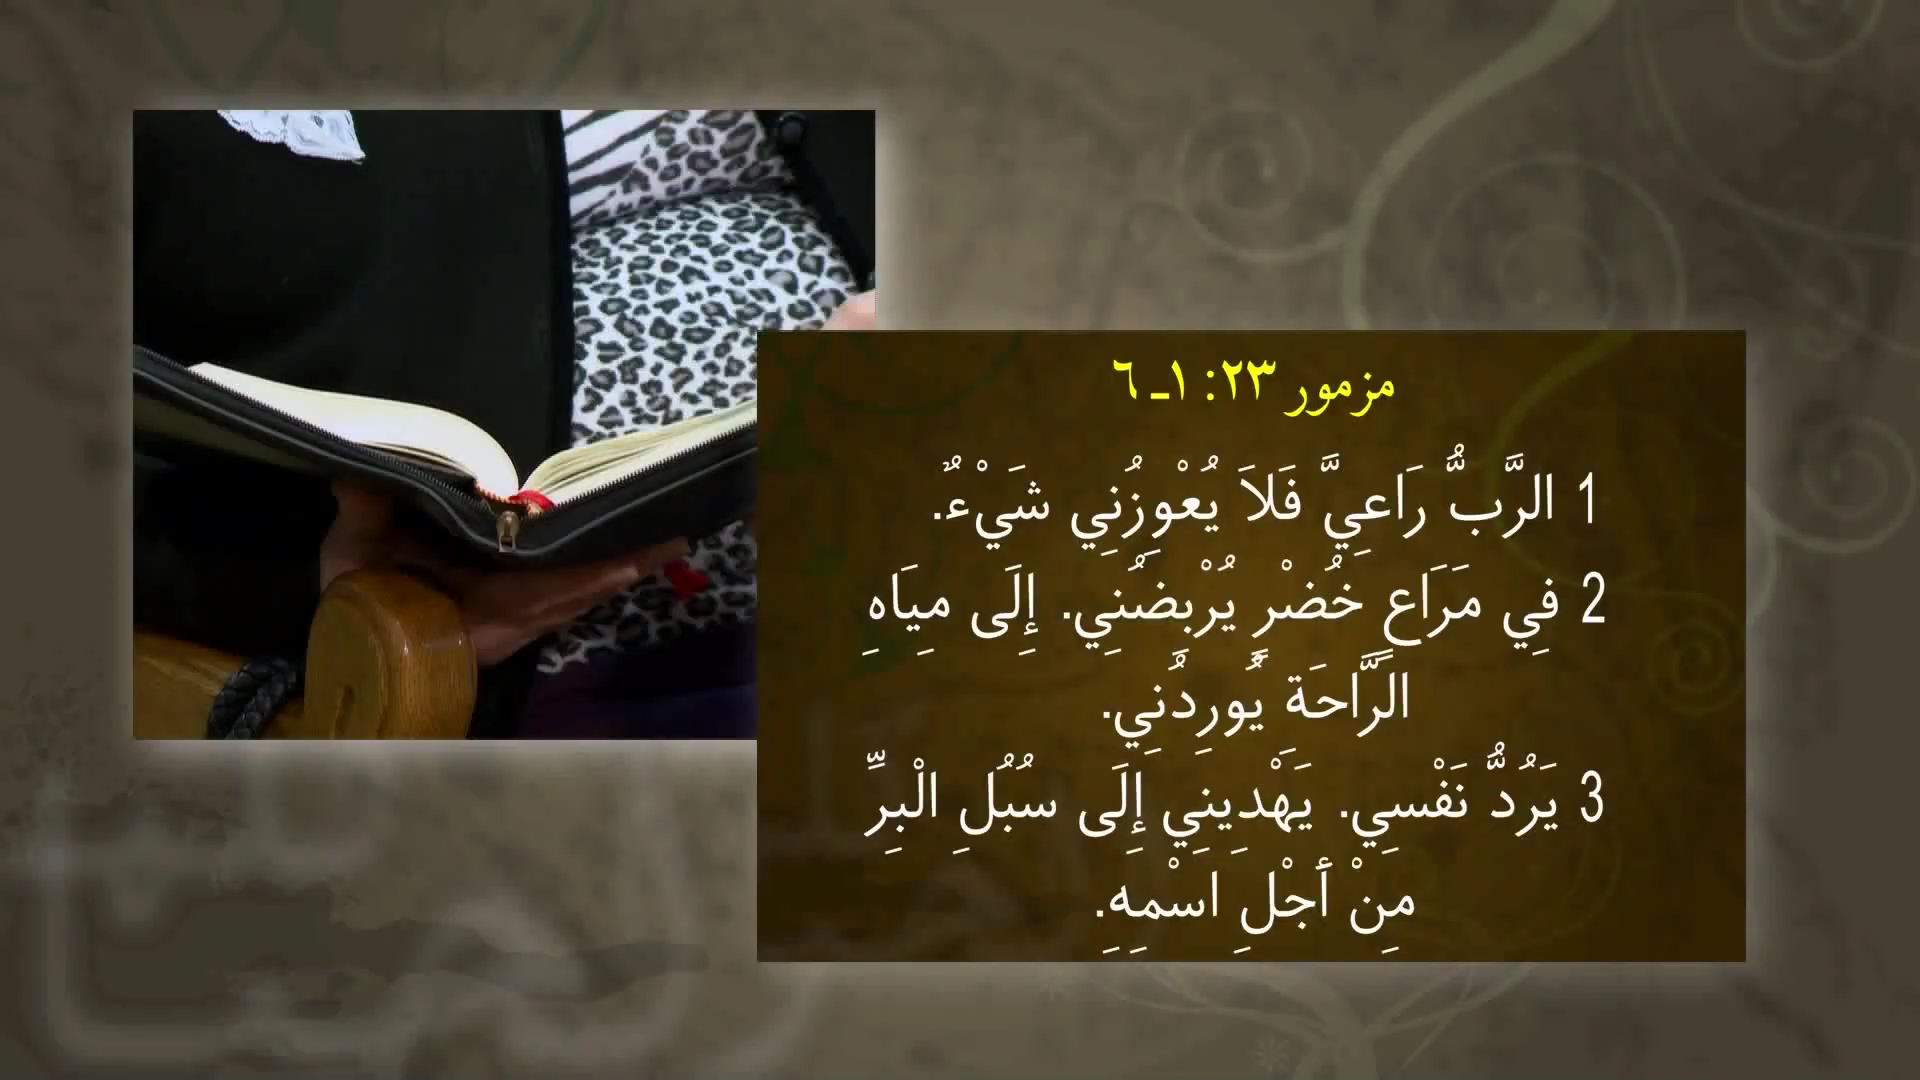 مزمور ٢٣: ١ـ ٦
1 الرَّبُّ رَاعِيَّ فَلاَ يُعْوِزُنِي شَيْءٌ.
2 فِي مَرَاعٍ خُضْرٍ يُرْبِضُنِي. إِلَى مِيَاهِ
الرَّاحَةِ يُورِدُنِي.
3 يَرُدُّ نَفْسِي. يَهْدِينِي إِلَى سُبُلِ الْبِرِّ
مِنْ أَجْلِ اسْمِهِ.